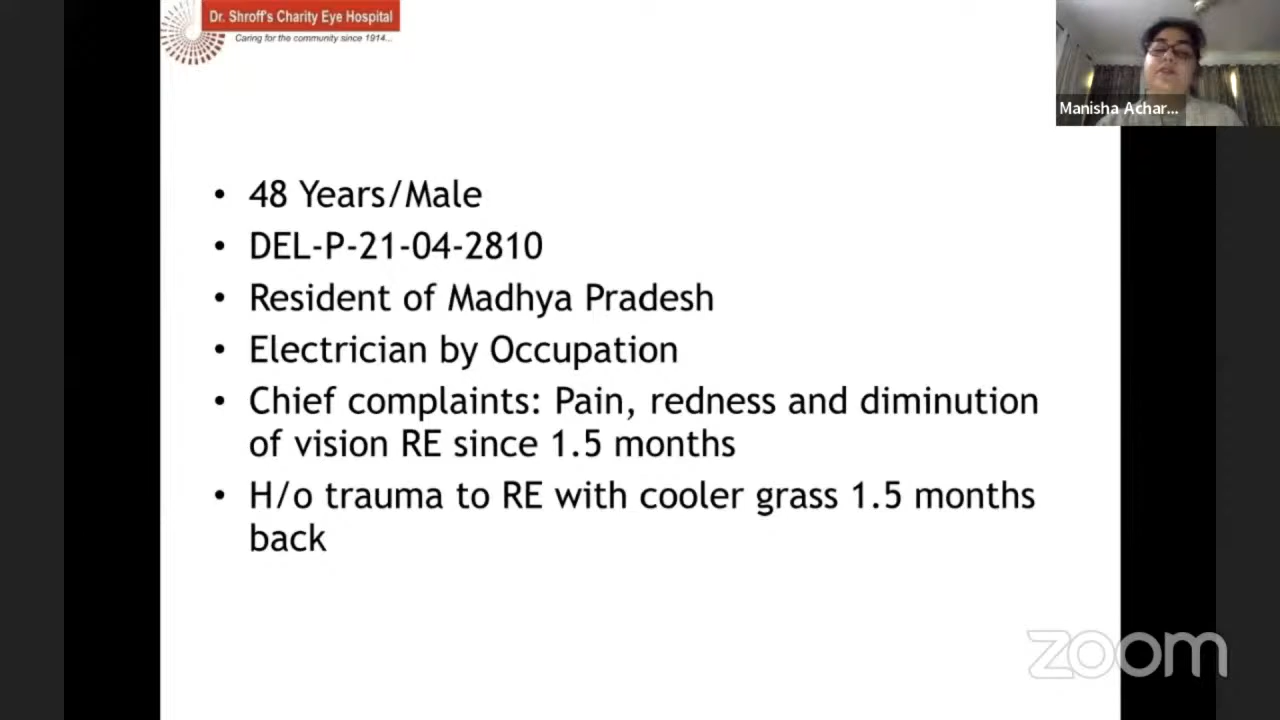 Dr. Shroff's Charity Eye Hospital
Caring for the community since 1914...
Manisha Achar...
• 48 Years/Male
• DEL-P-21-04-2810
• Resident of Madhya Pradesh
• Electrician by Occupation
• Chief complaints: Pain, redness and diminution
of vision RE since 1.5 months
• H/o trauma to RE with cooler grass 1.5 months
back
zoom